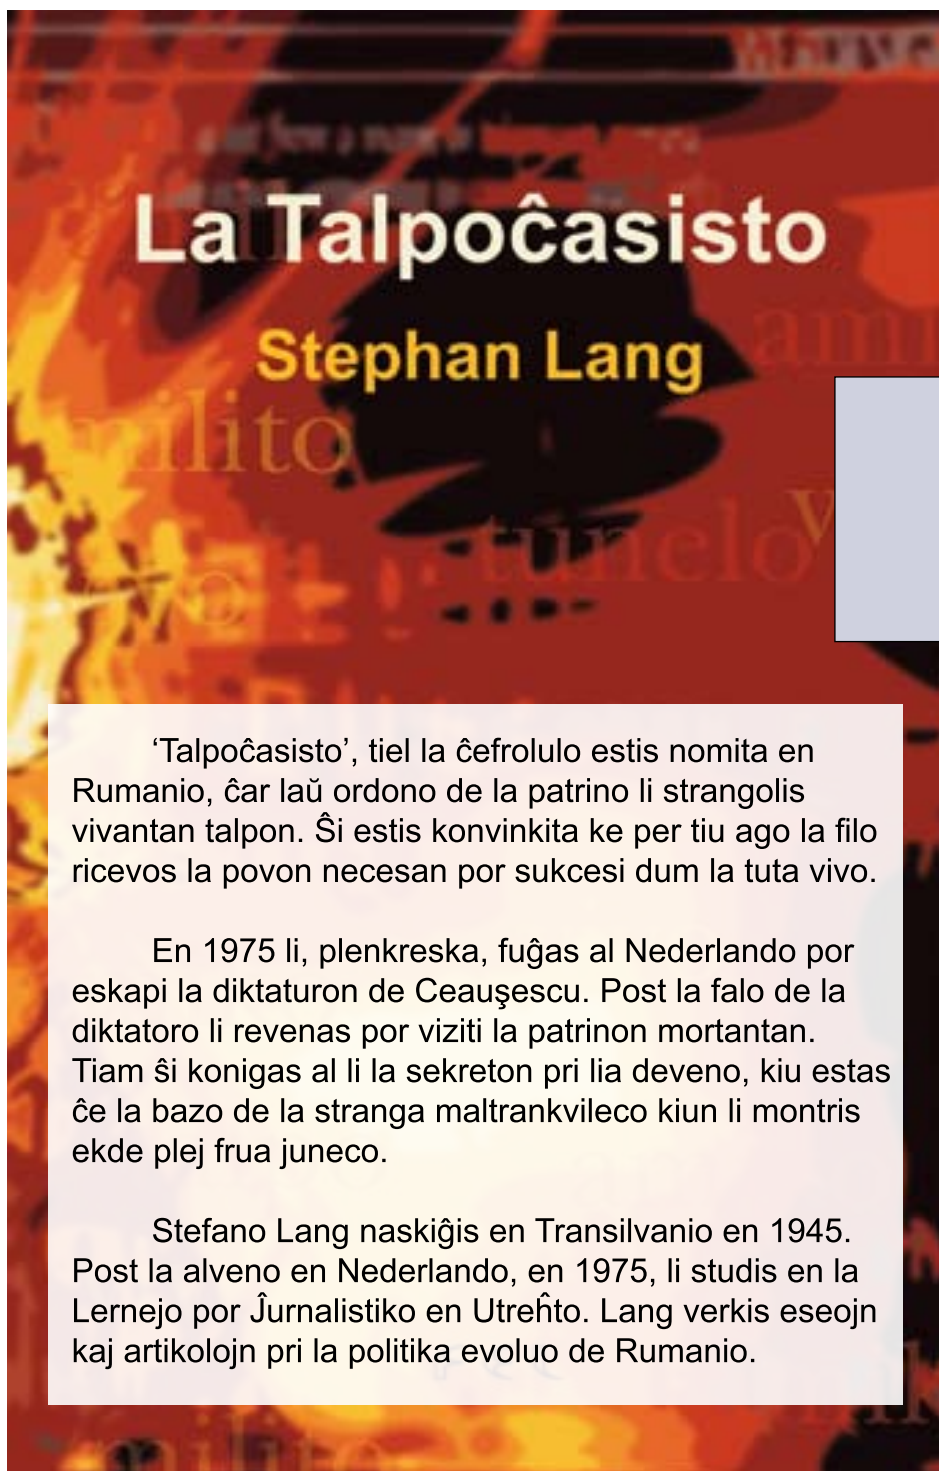 La Talpoĉasisto
Stephan Lang
milito
tunelo
‘Talpoĉasisto’, tiel la ĉefrolulo estis nomita en
Rumanio, ĉar laŭ ordono de la patrino li strangolis
vivantan talpon. Ŝi estis konvinkita ke per tiu ago la filo
ricevos la povon necesan por sukcesi dum la tuta vivo.
En 1975 li, plenkreska, fuĝas al Nederlando por
eskapi la diktaturon de Ceauşescu. Post la falo de la
diktatoro li revenas por viziti la patrinon mortantan.
Tiam ŝi konigas al li la sekreton pri lia deveno, kiu estas
ĉe la bazo de la stranga maltrankvileco kiun li montris
ekde plej frua juneco.
Stefano Lang naskiĝis en Transilvanio en 1945.
Post la alveno en Nederlando, en 1975, li studis en la
Lernejo por Ĵurnalistiko en Utreĥto. Lang verkis eseojn
kaj artikolojn pri la politika evoluo de Rumanio.
milito